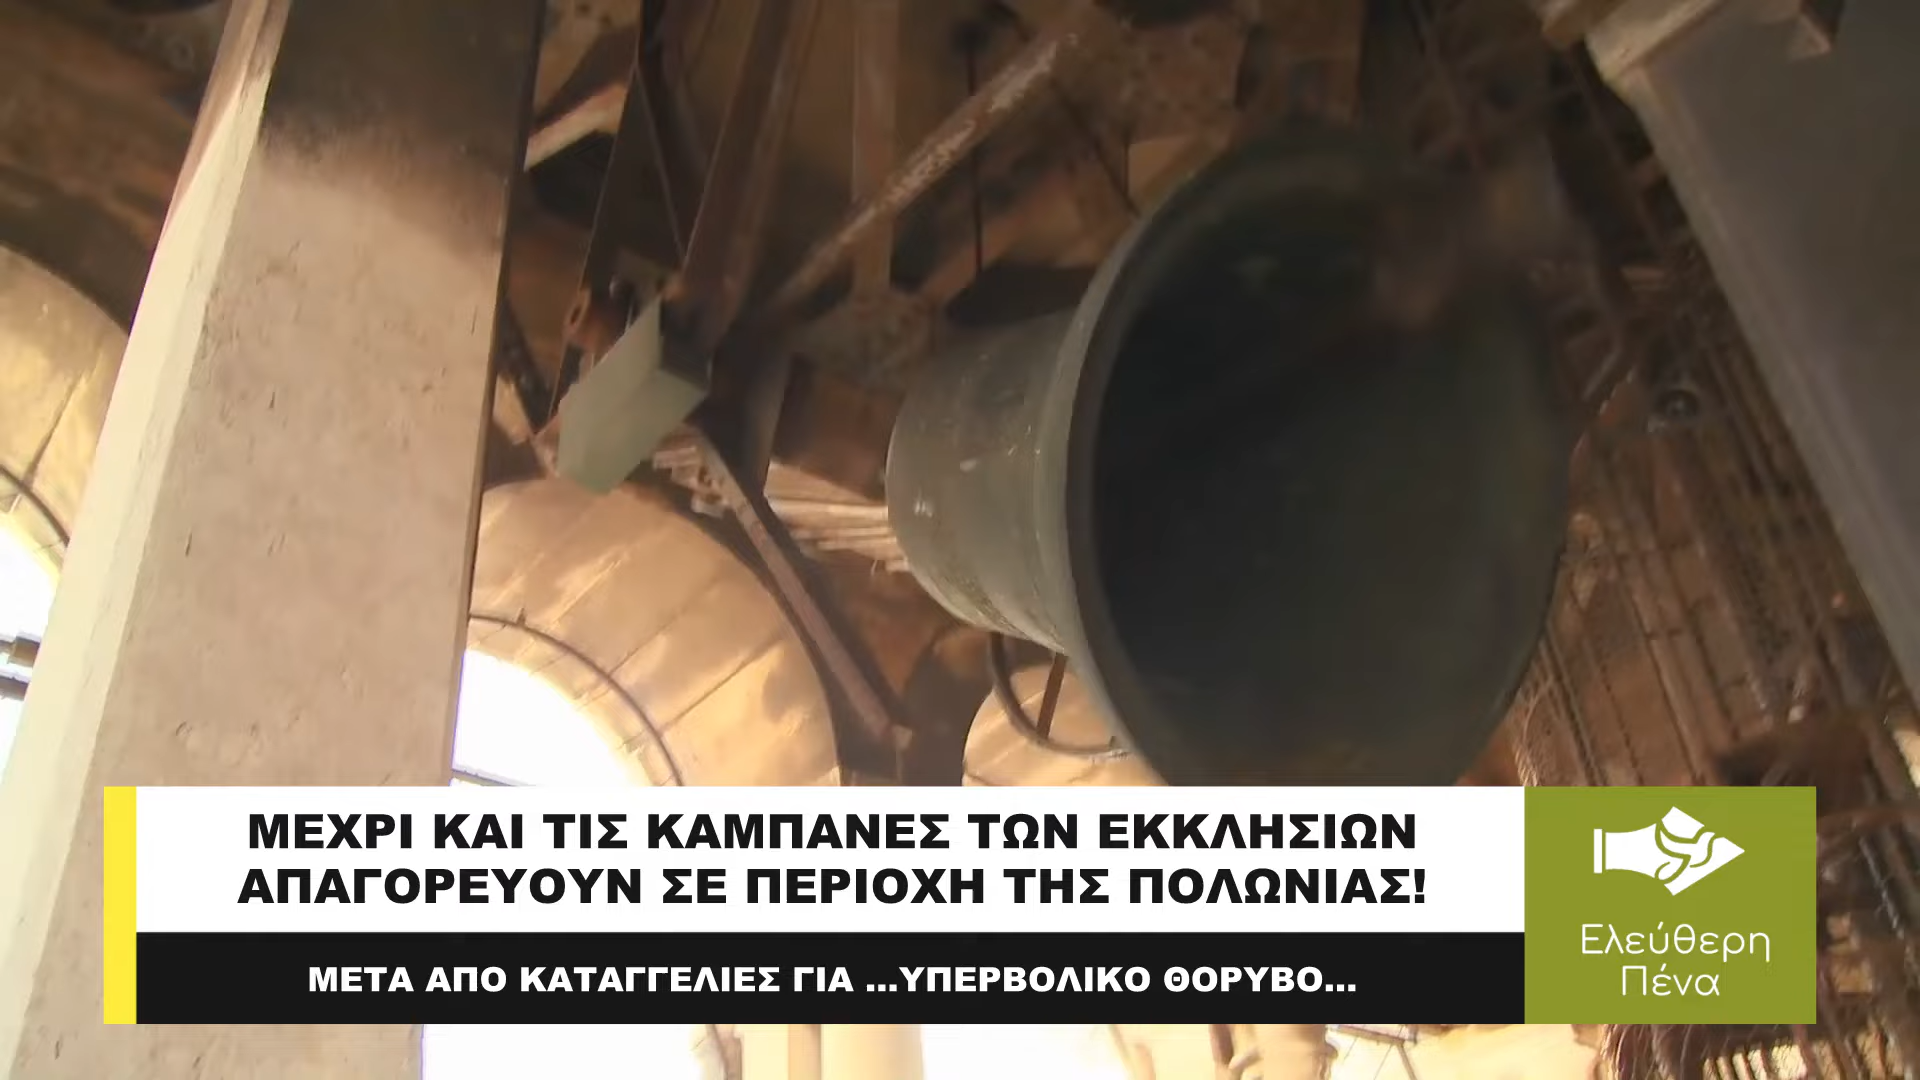 ΜΕΧΡΙ ΚΑΙ ΤΙΣ ΚΑΜΠΑΝΕΣ ΤΩΝ ΕΚΚΛΗΣΙΩΝ
ΑΠΑΓΟΡΕΥΟΥΝ ΣΕ ΠΕΡΙΟΧΗ ΤΗΣ ΠΟΛΩΝΙΑΣ!
ΜΕΤΑ ΑΠΟ ΚΑΤΑΓΓΕΛΙΕΣ ΓΙΑ ...ΥΠΕΡΒΟΛΙΚΟ ΘΟΡΥΒΟ...
Ελεύθερη
Πένα